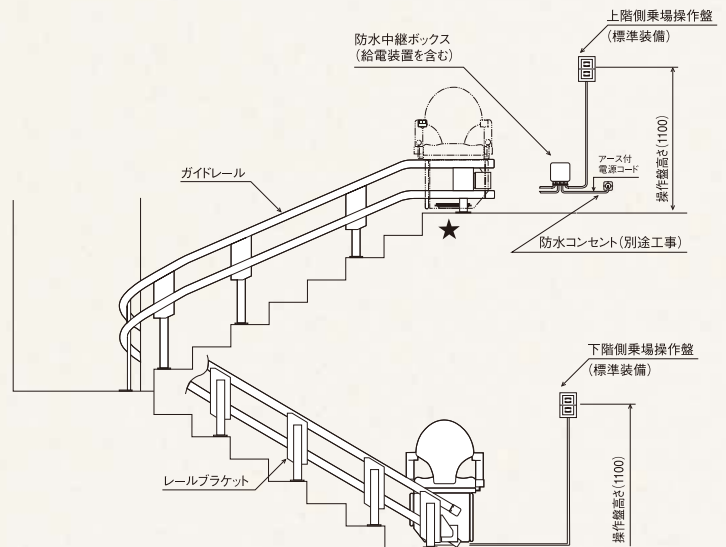 上階側乗場操作盤
(標準装備)
防水中継ボックス
(給電装置を含む)
操作盤高さ(1100)
アース付
電源コード
ガイドレール
★
防水コンセント(別途工事)
下階側乗場操作盤
(標準装備)
操作盤高さ(1100)
レールブラケット